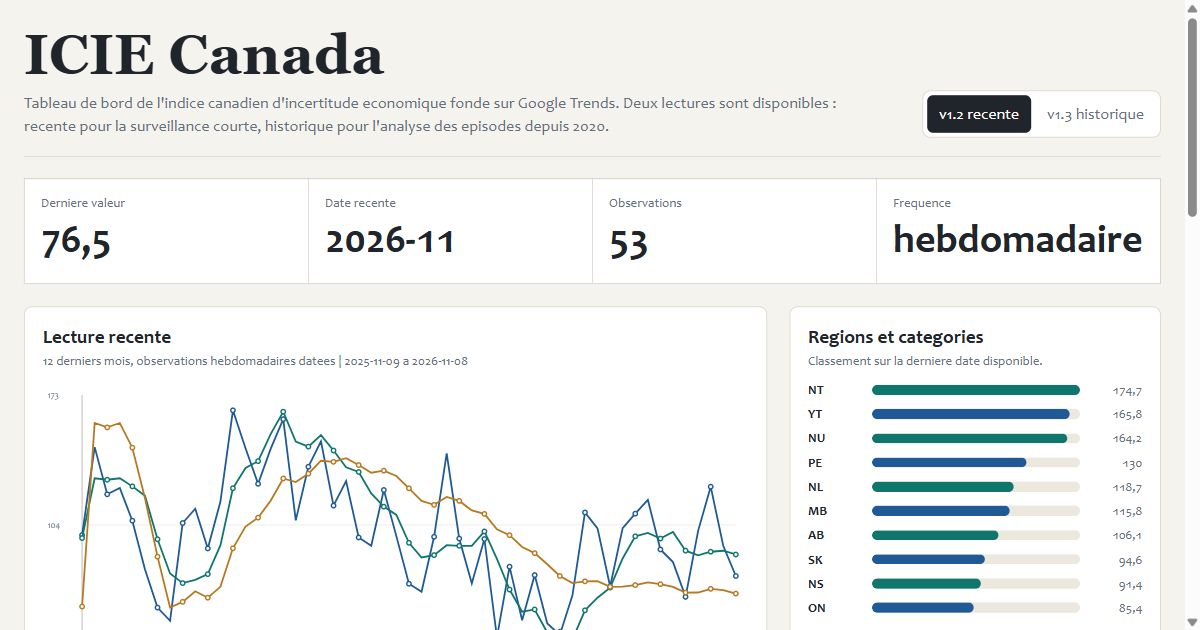 ICIE Canada
Tableau de bord de l'indice canadien d'incertitude economique fonde sur Google Trends. Deux lectures sont disponibles :
recente pour la surveillance courte, historique pour l'analyse des episodes depuis 2020.
v1.2 recente
v1.3 historique
Derniere valeur
76,5
Date recente
2026-11
Observations
53
Frequence
hebdomadaire
Lecture recente
12 derniers mois, observations hebdomadaires datees | 2025-11-09 a 2026-11-08
173
104
Regions et categories
Classement sur la derniere date disponible.
NT 174,7
YT 165,8
NU 164,2
PE 130
NL 118,7
MB 115,8
AB 106,1
SK 94,6
NS 91,4
ON 85,4